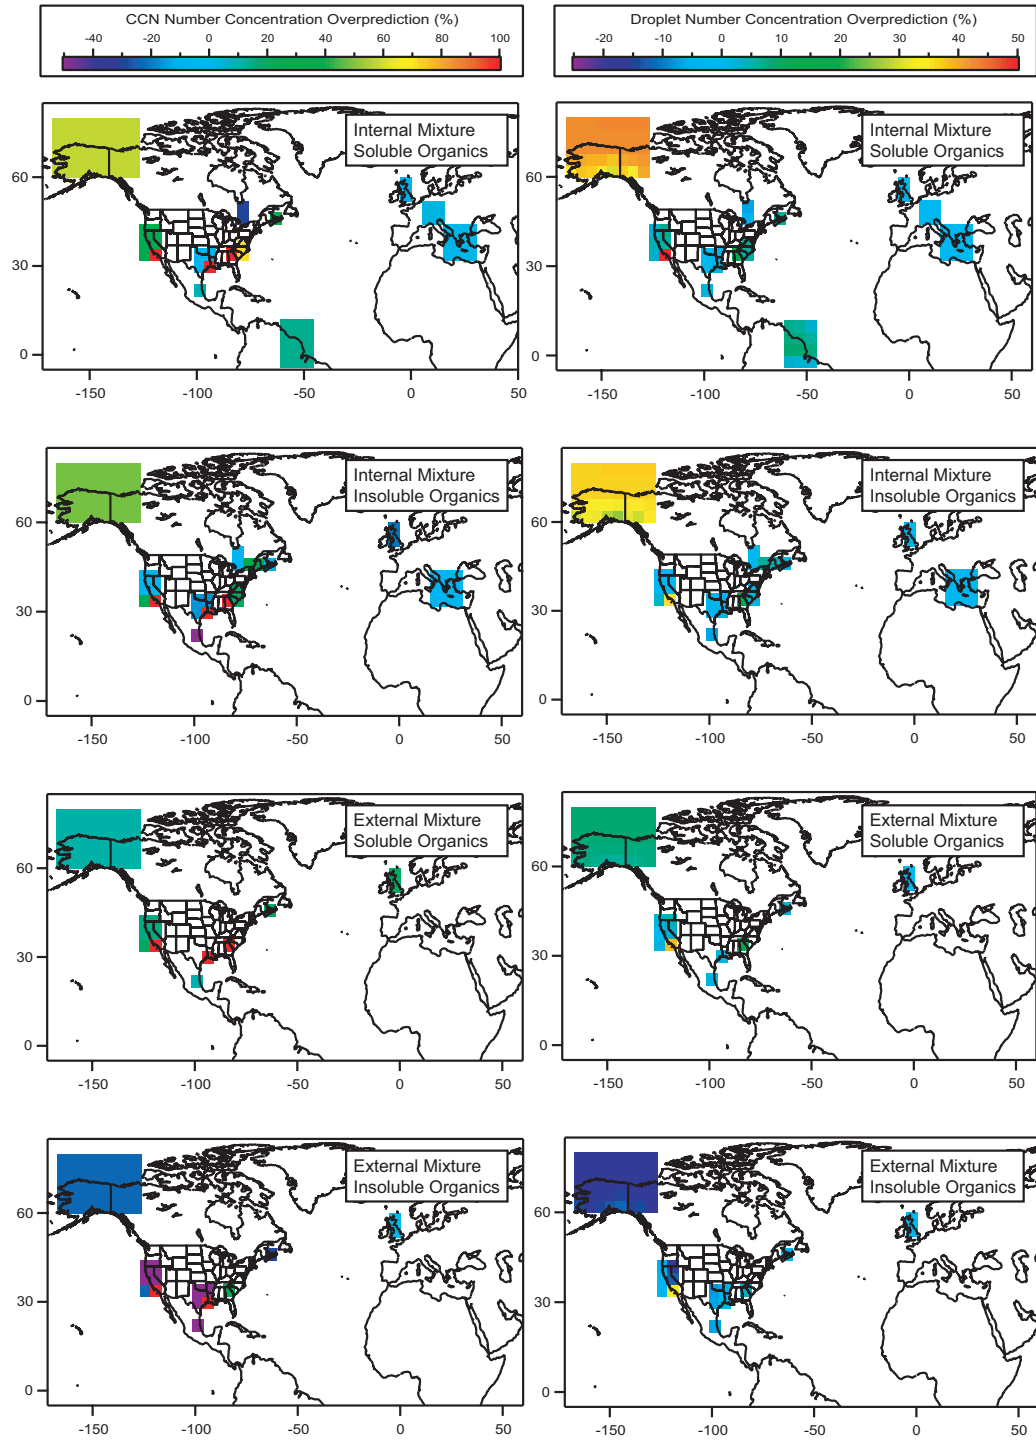 CCN Number Concentration Overprediction (%)
-40 -20 0 20 40 60 80 100
Droplet Number Concentration Overprediction (%)
-20 -10 0 10 20 30 40 50
Internal Mixture
Soluble Organics
60
30
0
-150 -100 -50 0 50
Internal Mixture
Soluble Organics
60
30
0
-150 -100 -50 0 50
Internal Mixture
Insoluble Organics
60
30
0
-150 -100 -50 0 50
Internal Mixture
Insoluble Organics
60
30
0
-150 -100 -50 0 50
External Mixture
Soluble Organics
60
30
0
-150 -100 -50 0 50
External Mixture
Soluble Organics
60
30
0
-150 -100 -50 0 50
External Mixture
Insoluble Organics
60
30
0
-150 -100 -50 0 50
External Mixture
Insoluble Organics
60
30
0
-150 -100 -50 0 50